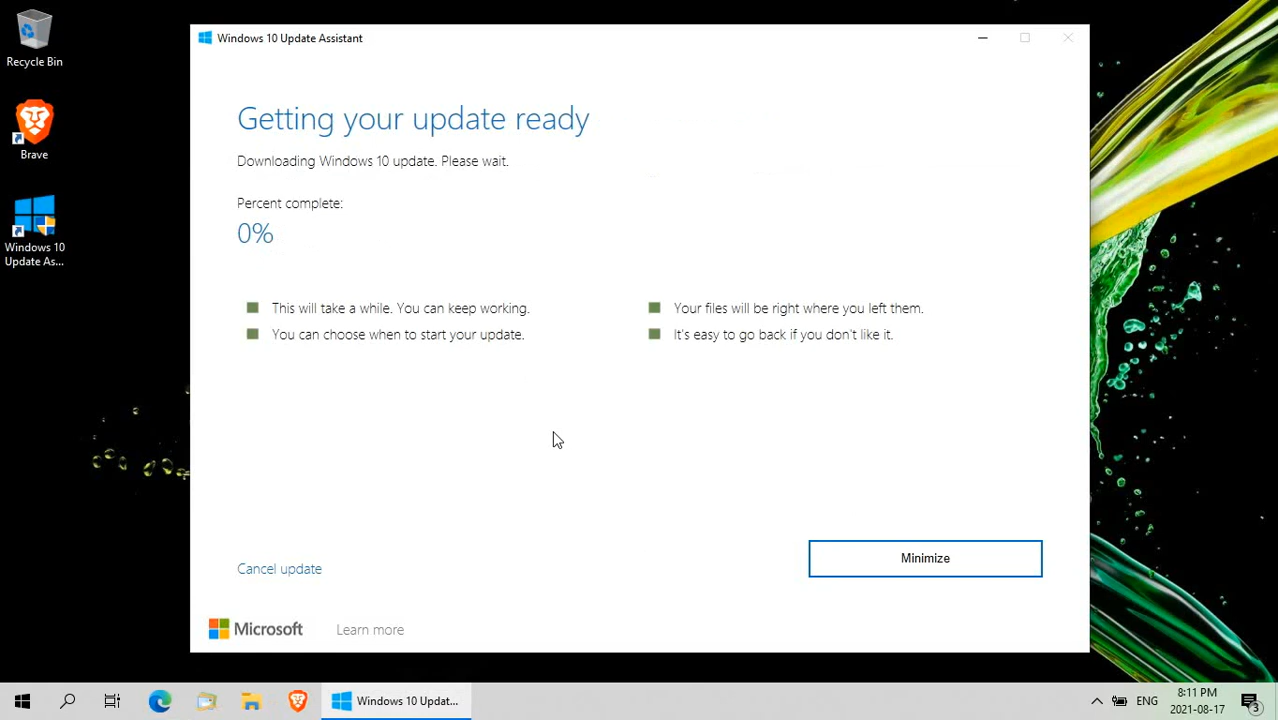 Recycle Bin
Brave
Windows 10
Update As...
Windows 10 Update Assistant
Getting your update ready
Downloading Windows 10 update. Please wait.
Percent complete:
0%
This will take a while. You can keep working.
You can choose when to start your update.
Your files will be right where you left them.
It's easy to go back if you don't like it.
Cancel update
Minimize
Microsoft
Learn more
Windows 10 Updat...
ENG
8:11 PM
2021-08-17
3